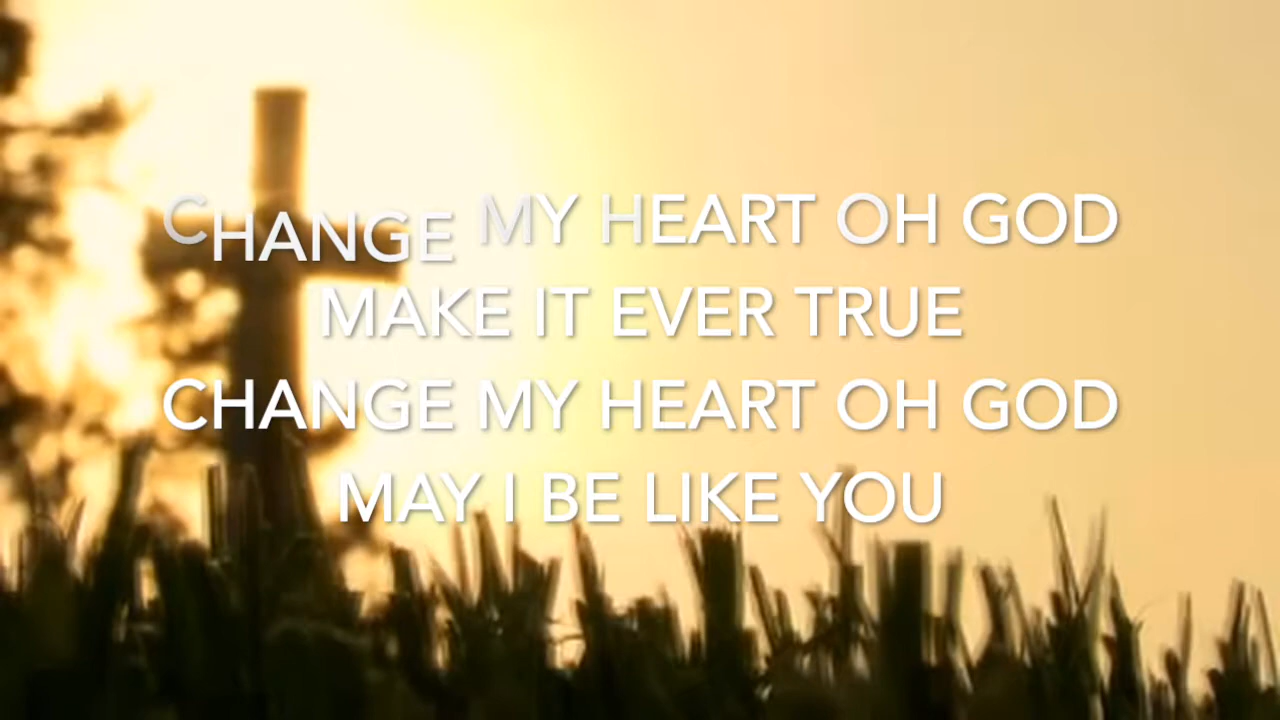 CHANGE MY HEART OH GOD
MAKE IT EVER TRUE
CHANGE MY HEART OH GOD
MAY I BE LIKE YOU